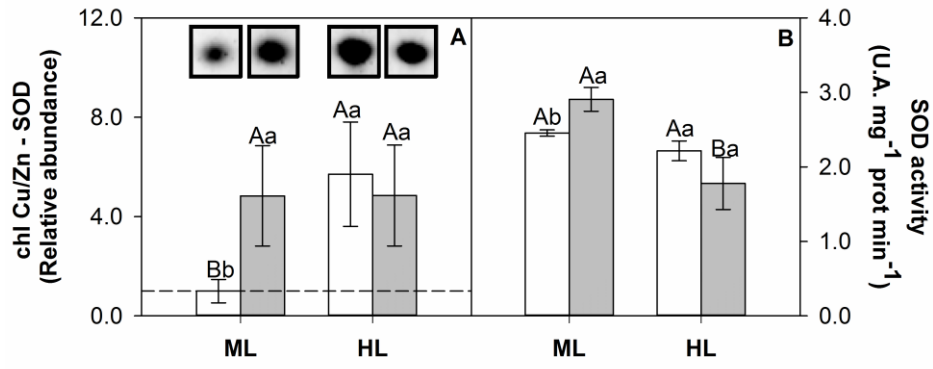 chl Cu/Zn - SOD
(Relative abundance)
12.0
8.0
4.0
0.0
A
Bb
Aa
Aa
Aa
ML
HL
B
Ab
Aa
Aa
Ba
ML
HL
4.0
3.0
2.0
1.0
0.0
SOD activity
(U.A. mg⁻¹ prot min⁻¹)